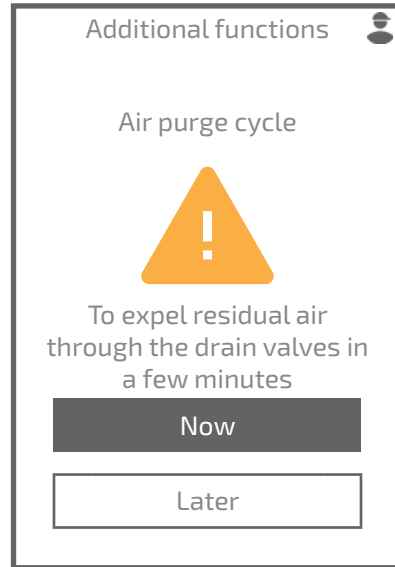 Additional functions
Air purge cycle
!
To expel residual air
through the drain valves in
a few minutes
Now
Later